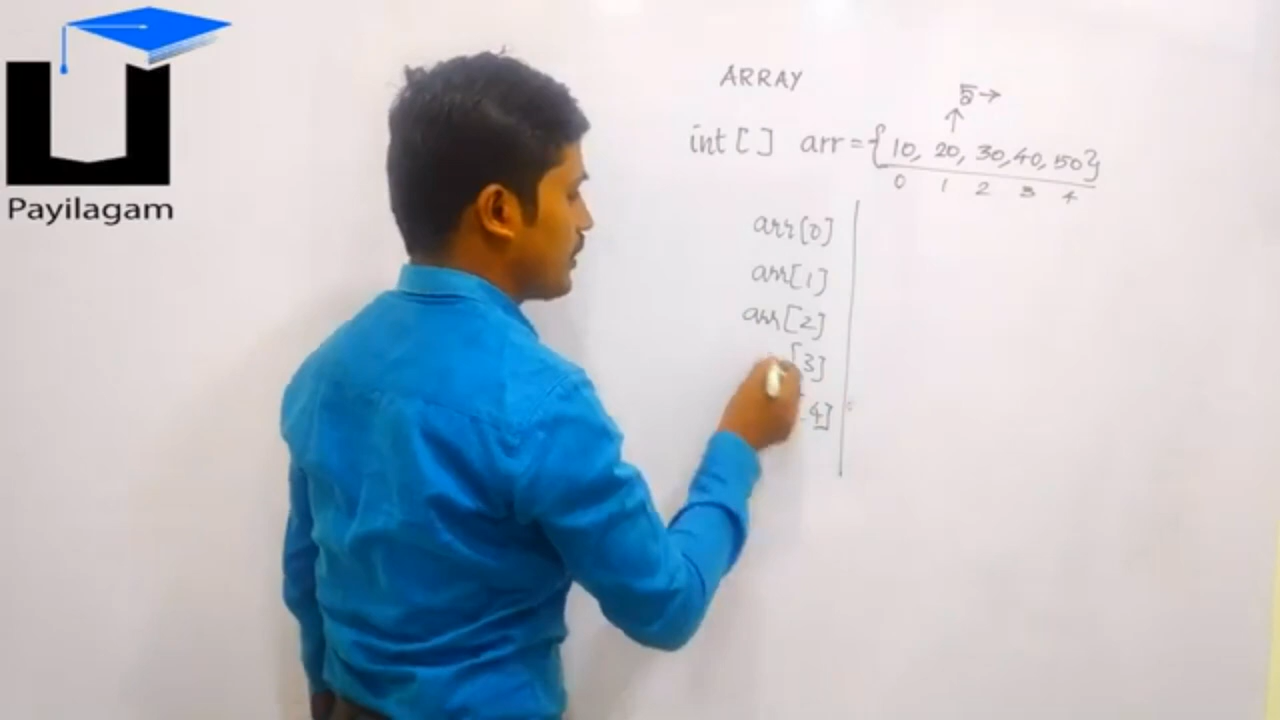 Payilagam
ARRAY
5 →
int [ ] arr = { 10, 20, 30, 40, 50 }
0 1 2 3 4
arr[0]
arr[1]
arr[2]
[3]
[4]